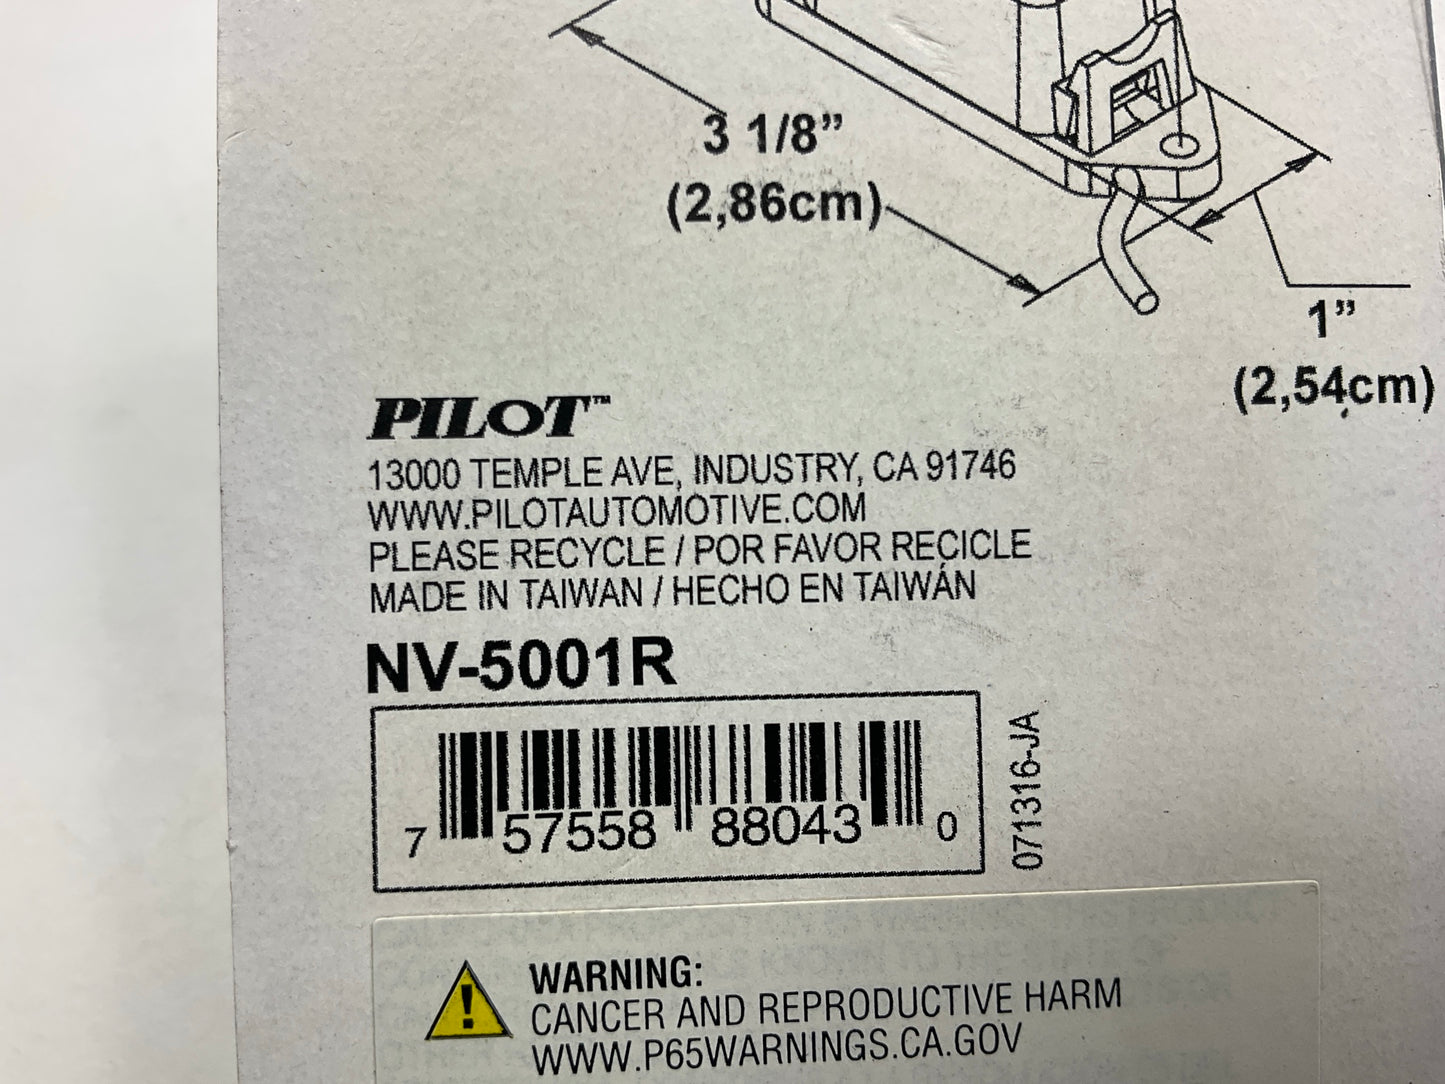 3 1/8”
(2,86cm)
1”
(2,54cm)
PILOT™
13000 TEMPLE AVE, INDUSTRY, CA 91746
WWW.PILOTAUTOMOTIVE.COM
PLEASE RECYCLE / POR FAVOR RECICLE
MADE IN TAIWAN / HECHO EN TAIWÁN
NV-5001R
7 57558 88043 0
071316-JA
WARNING:
CANCER AND REPRODUCTIVE HARM
WWW.P65WARNINGS.CA.GOV